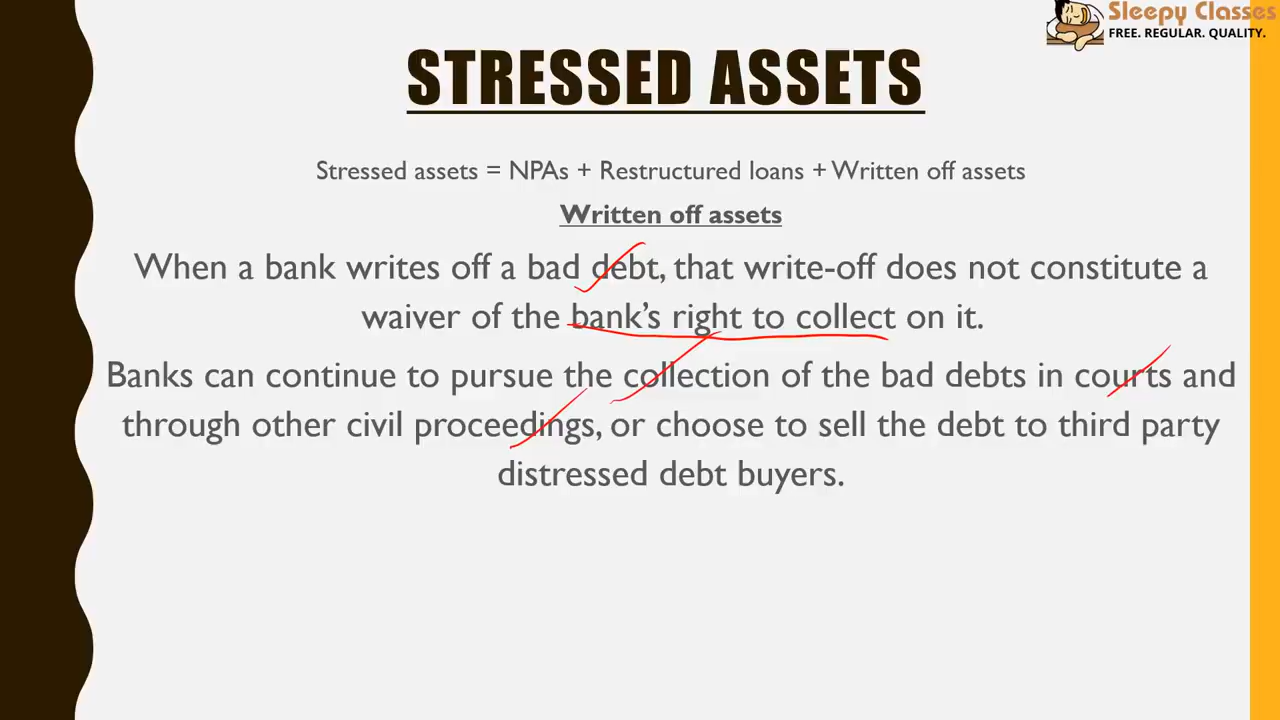 Sleepy Classes
FREE. REGULAR. QUALITY.
STRESSED ASSETS
Stressed assets = NPAs + Restructured loans + Written off assets
Written off assets
When a bank writes off a bad debt, that write-off does not constitute a
waiver of the bank’s right to collect on it.
Banks can continue to pursue the collection of the bad debts in courts and
through other civil proceedings, or choose to sell the debt to third party
distressed debt buyers.